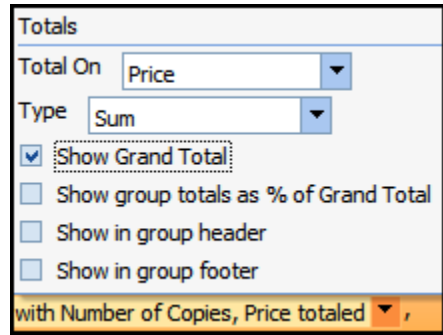 Totals
Total On Price
Type Sum
Show Grand Total
Show group totals as % of Grand Total
Show in group header
Show in group footer
with Number of Copies, Price totaled ,